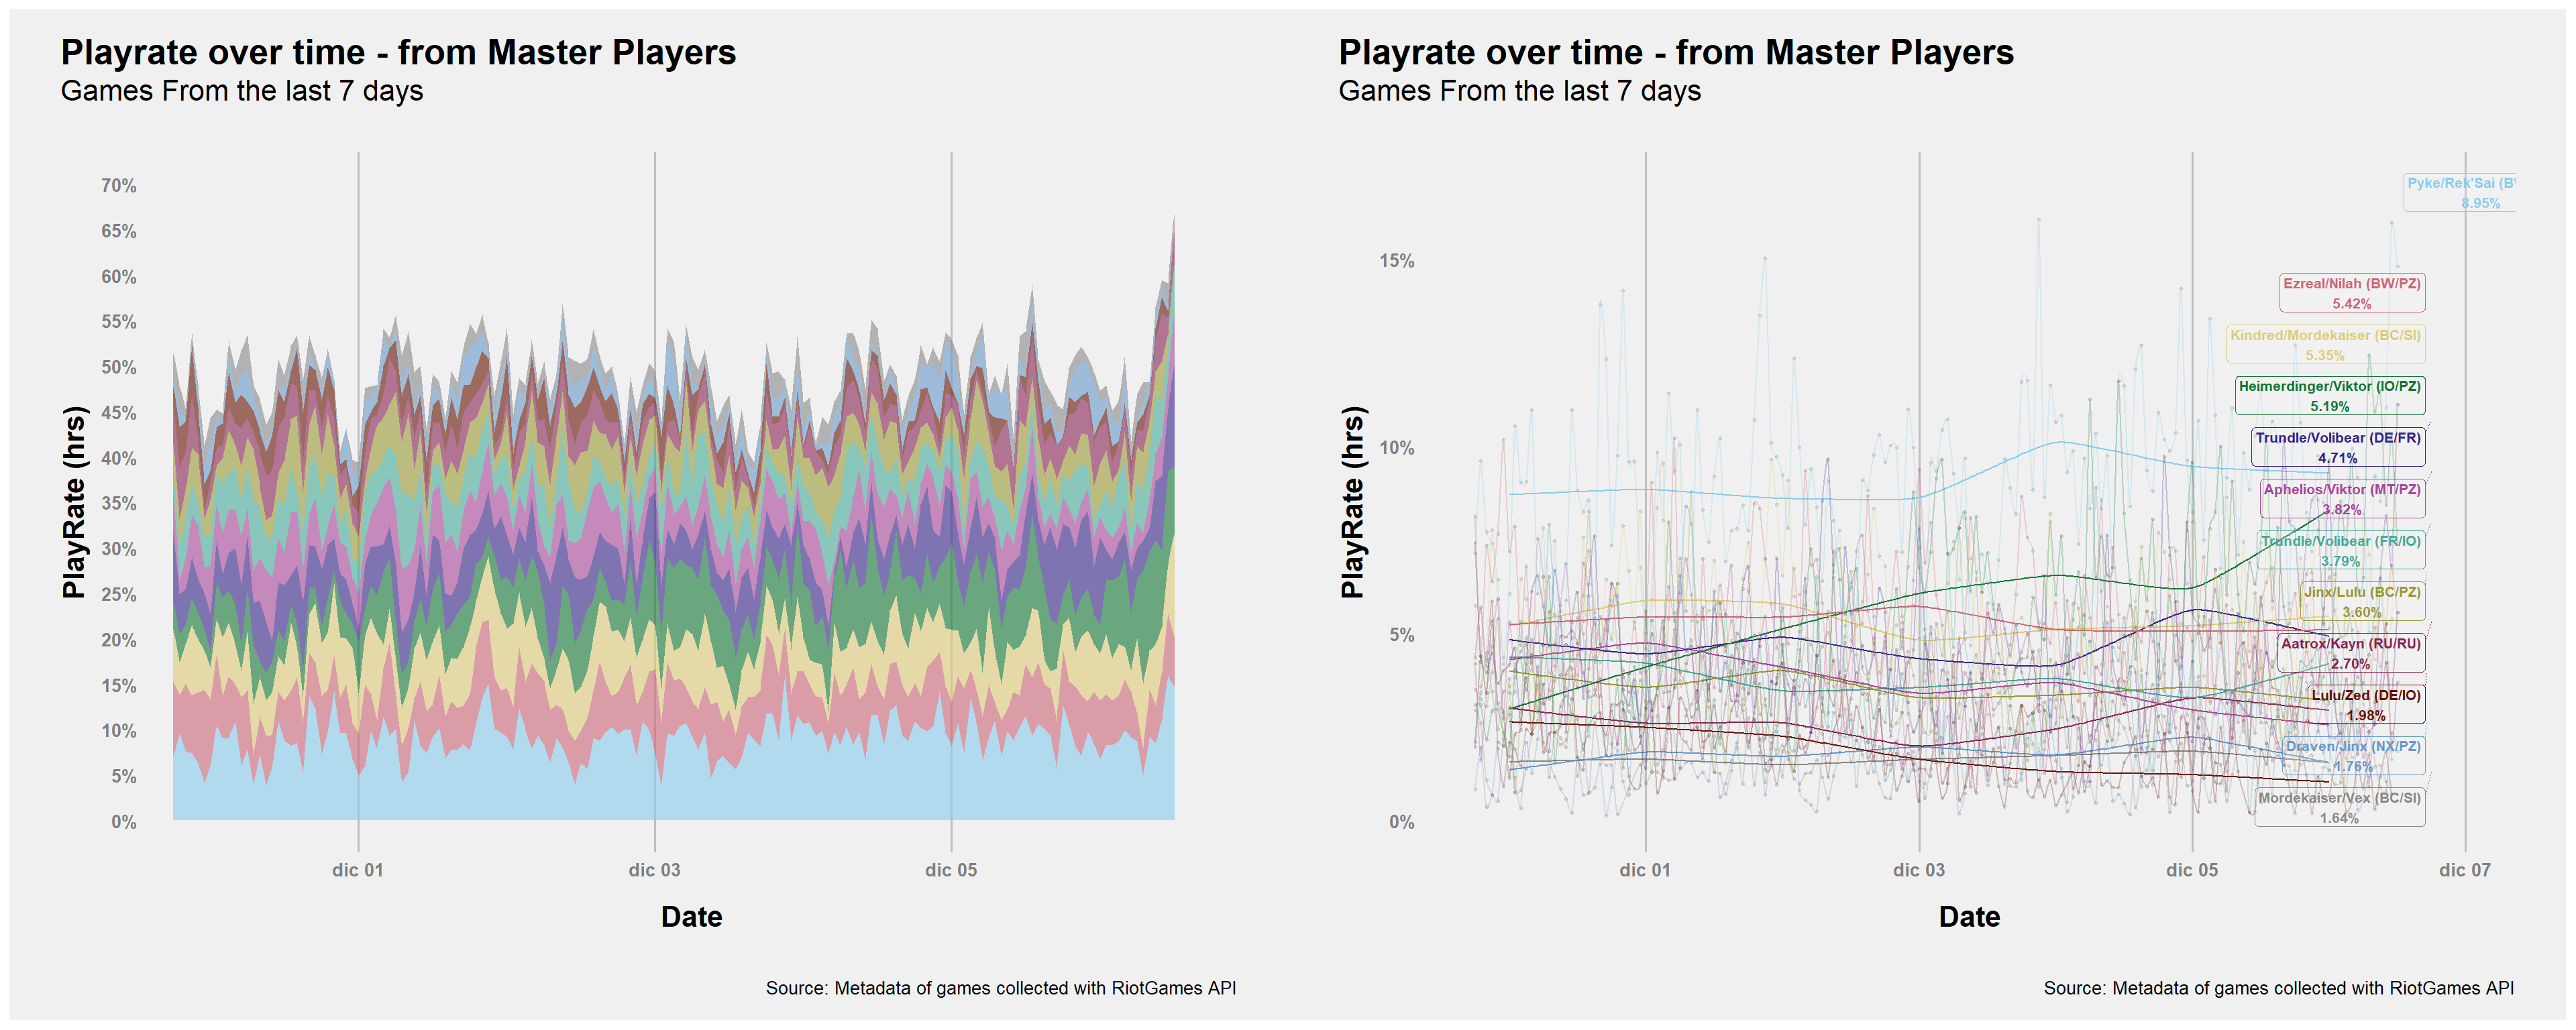 Playrate over time - from Master Players
Games From the last 7 days
PlayRate (hrs)
70%
65%
60%
55%
50%
45%
40%
35%
30%
25%
20%
15%
10%
5%
0%
dic 01
dic 03
dic 05
Date
Source: Metadata of games collected with RiotGames API
Playrate over time - from Master Players
Games From the last 7 days
PlayRate (hrs)
15%
10%
5%
0%
Pyke/Rek'Sai (BW
8.95%
Ezreal/Nilah (BW/PZ)
5.42%
Kindred/Mordekaiser (BC/SI)
5.35%
Heimerdinger/Viktor (IO/PZ)
5.19%
Trundle/Volibear (DE/FR)
4.71%
Aphelios/Viktor (MT/PZ)
3.82%
Trundle/Volibear (FR/IO)
3.79%
Jinx/Lulu (BC/PZ)
3.60%
Aatrox/Kayn (RU/RU)
2.70%
Lulu/Zed (DE/IO)
1.98%
Draven/Jinx (NX/PZ)
1.76%
Mordekaiser/Vex (BC/SI)
1.64%
dic 01
dic 03
dic 05
dic 07
Date
Source: Metadata of games collected with RiotGames API